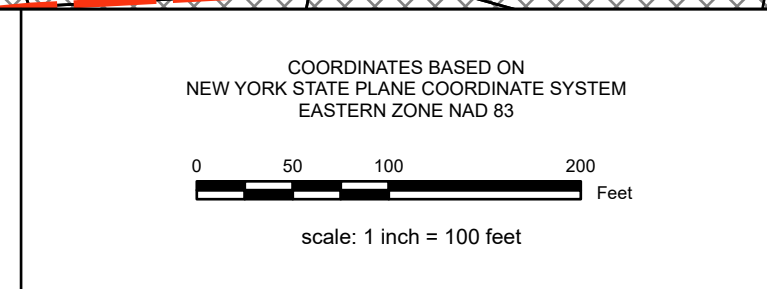 COORDINATES BASED ON
NEW YORK STATE PLANE COORDINATE SYSTEM
EASTERN ZONE NAD 83
0 50 100 200
Feet
scale: 1 inch = 100 feet